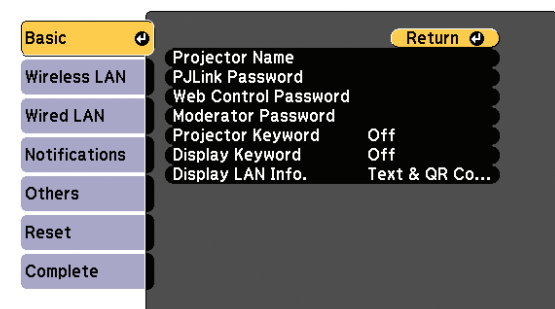 Basic
Wireless LAN
Wired LAN
Notifications
Others
Reset
Complete
Return
Projector Name
PJLink Password
Web Control Password
Moderator Password
Projector Keyword Off
Display Keyword Off
Display LAN Info. Text & QR Co...